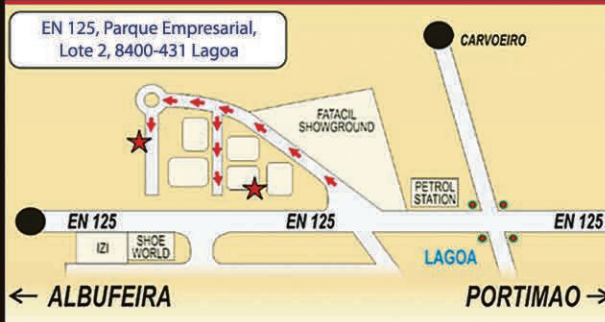 EN 125, Parque Empresarial,
Lote 2, 8400-431 Lagoa
CARVOEIRO
FATACIL
SHOWGROUND
PETROL
STATION
EN 125
EN 125
EN 125
IZI
SHOE
WORLD
LAGOA
← ALBUFEIRA
PORTIMAO →